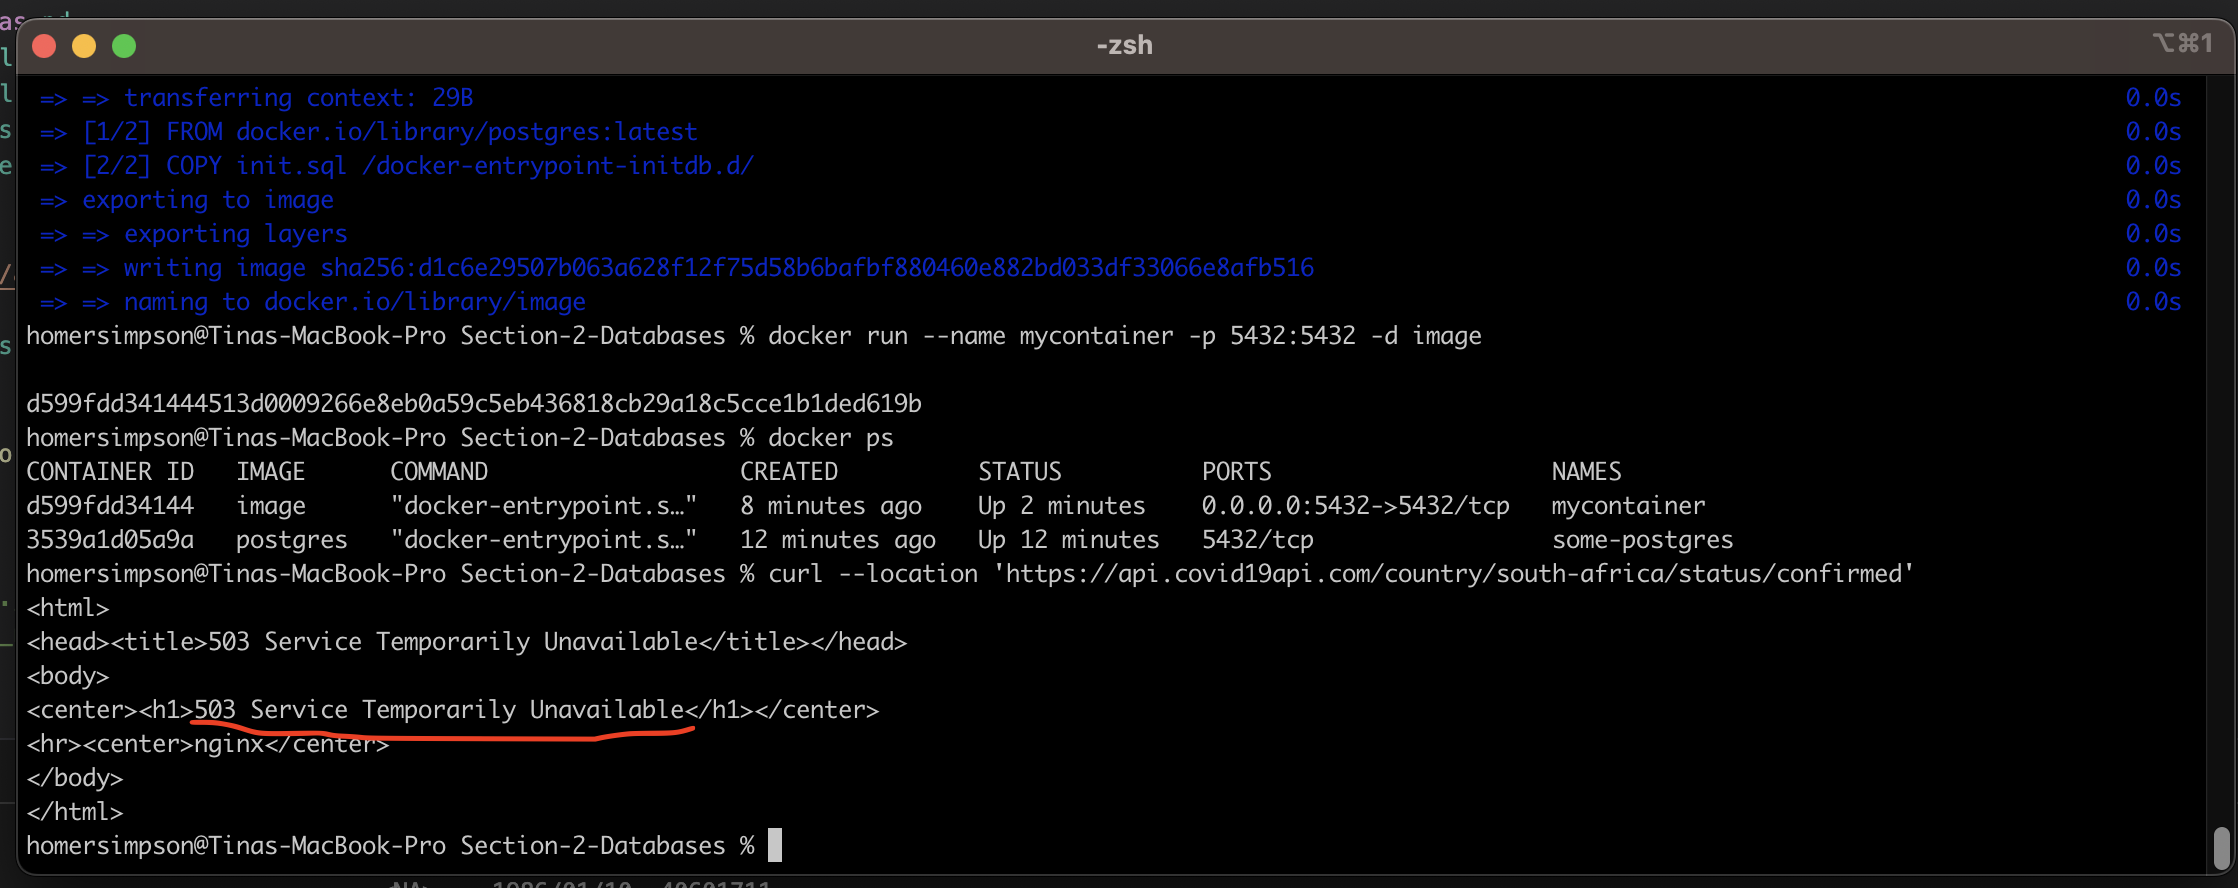 -zsh
⌥⌘1
=> => transferring context: 29B 0.0s
=> [1/2] FROM docker.io/library/postgres:latest 0.0s
=> [2/2] COPY init.sql /docker-entrypoint-initdb.d/ 0.0s
=> exporting to image 0.0s
=> => exporting layers 0.0s
=> => writing image sha256:d1c6e29507b063a628f12f75d58b6bafbf880460e882bd033df33066e8afb516 0.0s
=> => naming to docker.io/library/image 0.0s
homersimpson@Tinas-MacBook-Pro Section-2-Databases % docker run --name mycontainer -p 5432:5432 -d image
d599fdd341444513d0009266e8eb0a59c5eb436818cb29a18c5cce1b1ded619b
homersimpson@Tinas-MacBook-Pro Section-2-Databases % docker ps
CONTAINER ID IMAGE COMMAND CREATED STATUS PORTS NAMES
d599fdd34144 image "docker-entrypoint.s…" 8 minutes ago Up 2 minutes 0.0.0.0:5432->5432/tcp mycontainer
3539a1d05a9a postgres "docker-entrypoint.s…" 12 minutes ago Up 12 minutes 5432/tcp some-postgres
homersimpson@Tinas-MacBook-Pro Section-2-Databases % curl --location 'https://api.covid19api.com/country/south-africa/status/confirmed'
<html>
<head><title>503 Service Temporarily Unavailable</title></head>
<body>
<center><h1>503 Service Temporarily Unavailable</h1></center>
<hr><center>nginx</center>
</body>
</html>
homersimpson@Tinas-MacBook-Pro Section-2-Databases %